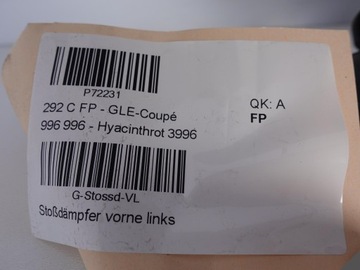 P72231
292 C FP - GLE-Coupé
996 996 - Hyacinthrot 3996
QK: A
FP
G-Stossd-VL
Stoßdämpfer vorne links